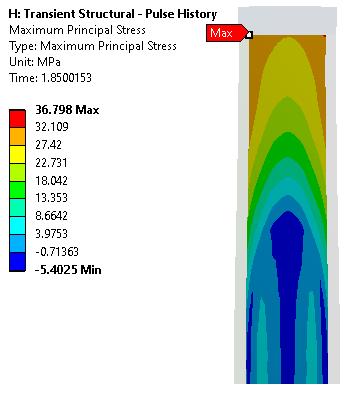 H: Transient Structural - Pulse History
Maximum Principal Stress
Type: Maximum Principal Stress
Unit: MPa
Time: 1.8500153
Max
36.798 Max
32.109
27.42
22.731
18.042
13.353
8.6642
3.9753
-0.71363
-5.4025 Min